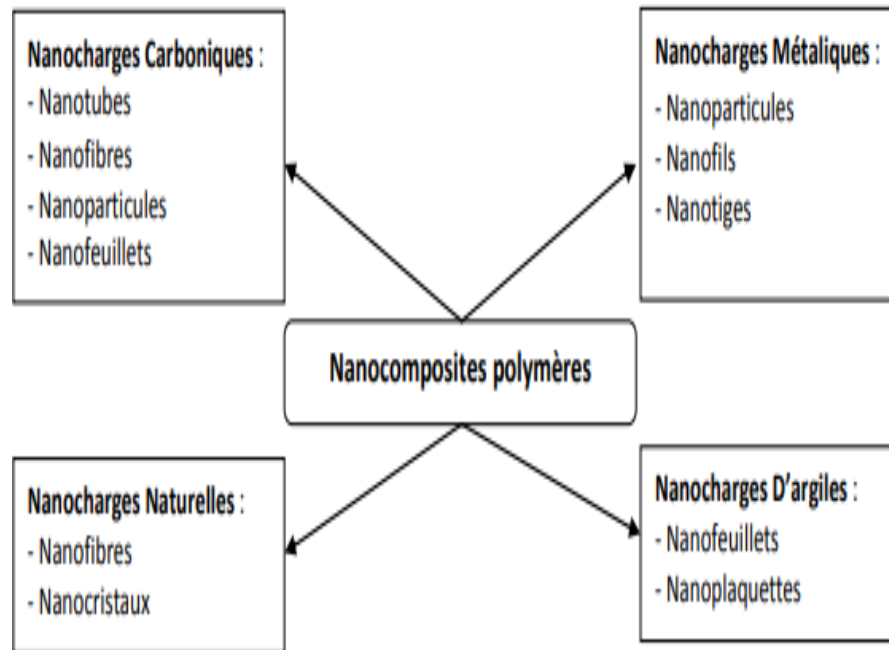 Nanocharges Carboniques :
- Nanotubes
- Nanofibres
- Nanoparticules
- Nanofeuillets
Nanocharges Métaliques :
- Nanoparticules
- Nanofils
- Nanotiges
Nanocomposites polymères
Nanocharges Naturelles :
- Nanofibres
- Nanocristaux
Nanocharges D’argiles :
- Nanofeuillets
- Nanoplaquettes